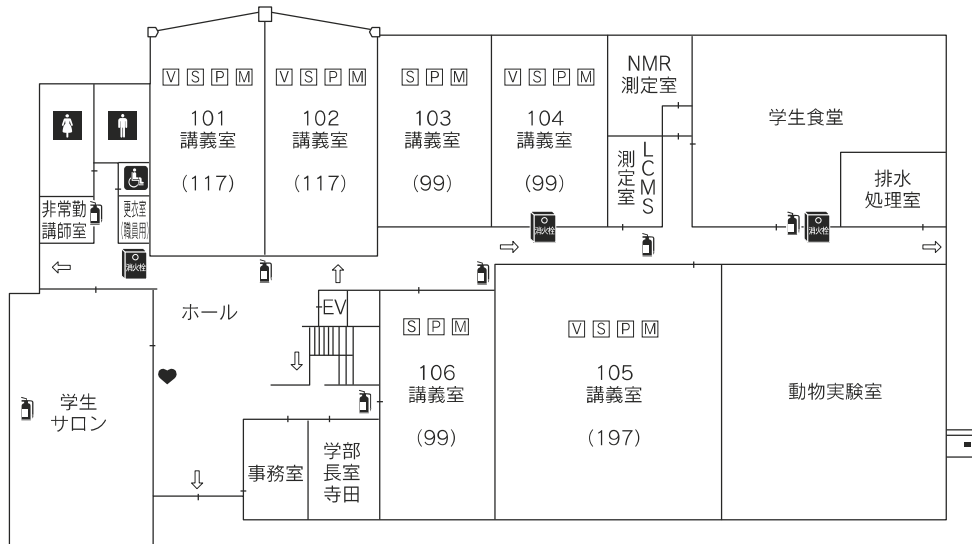 V S P M
101
講義室
(117)
V S P M
102
講義室
(117)
S P M
103
講義室
(99)
V S P M
104
講義室
(99)
NMR
測定室
LCMS
測定室
学生食堂
排水
処理室
非常勤
講師室
更衣室
(職員用)
消火栓
消火栓
消火栓
ホール
EV
学生
サロン
事務室
学部
長室
寺田
S P M
106
講義室
(99)
V S P M
105
講義室
(197)
動物実験室